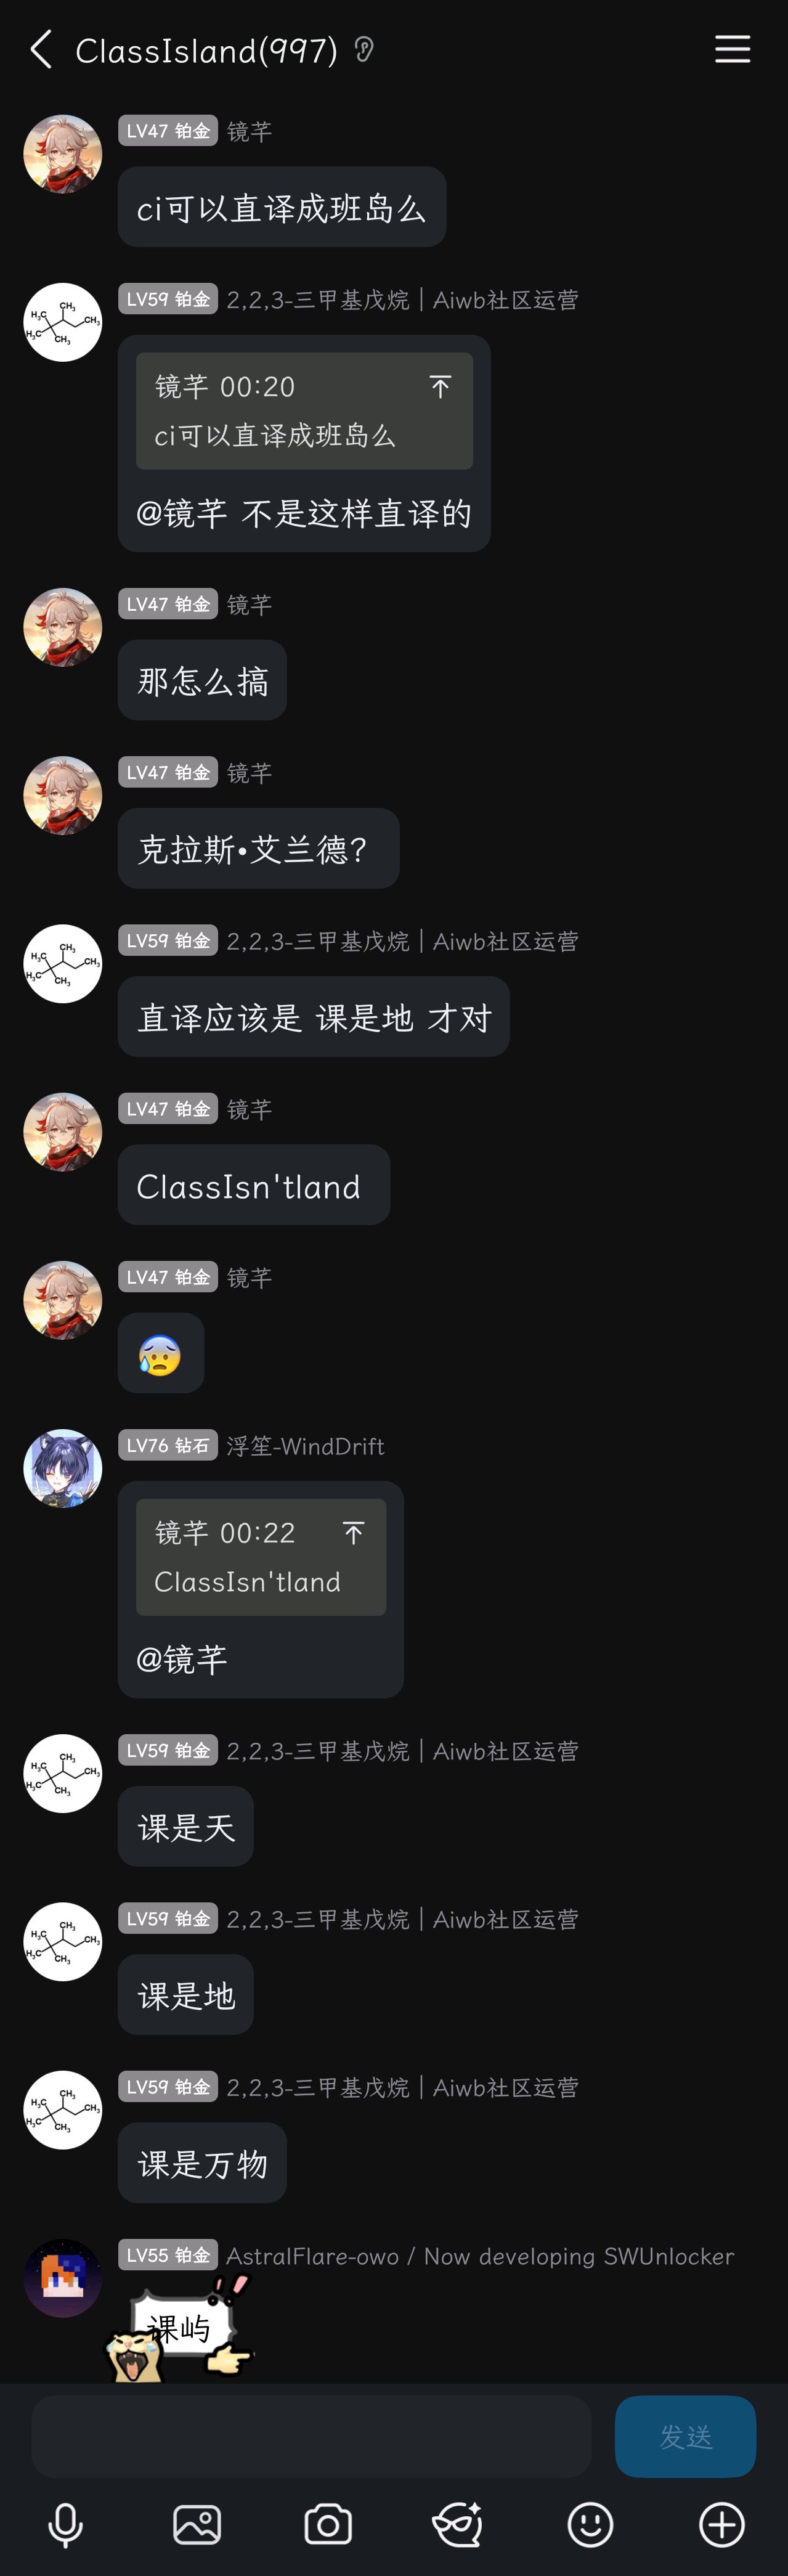 ClassIsland(997)
LV47 铂金 镜芊
ci可以直译成班岛么
LV59 铂金 2,2,3-三甲基戊烷 | Aiwb社区运营
镜芊 00:20
ci可以直译成班岛么
@镜芊 不是这样直译的
LV47 铂金 镜芊
那怎么搞
LV47 铂金 镜芊
克拉斯•艾兰德?
LV59 铂金 2,2,3-三甲基戊烷 | Aiwb社区运营
直译应该是 课是地 才对
LV47 铂金 镜芊
ClassIsn'tland
LV47 铂金 镜芊
LV76 钻石 浮笙-WindDrift
镜芊 00:22
ClassIsn'tland
@镜芊
LV59 铂金 2,2,3-三甲基戊烷 | Aiwb社区运营
课是天
LV59 铂金 2,2,3-三甲基戊烷 | Aiwb社区运营
课是地
LV59 铂金 2,2,3-三甲基戊烷 | Aiwb社区运营
课是万物
LV55 铂金 AstralFlare-owo / Now developing SWUnlocker
课屿
发送